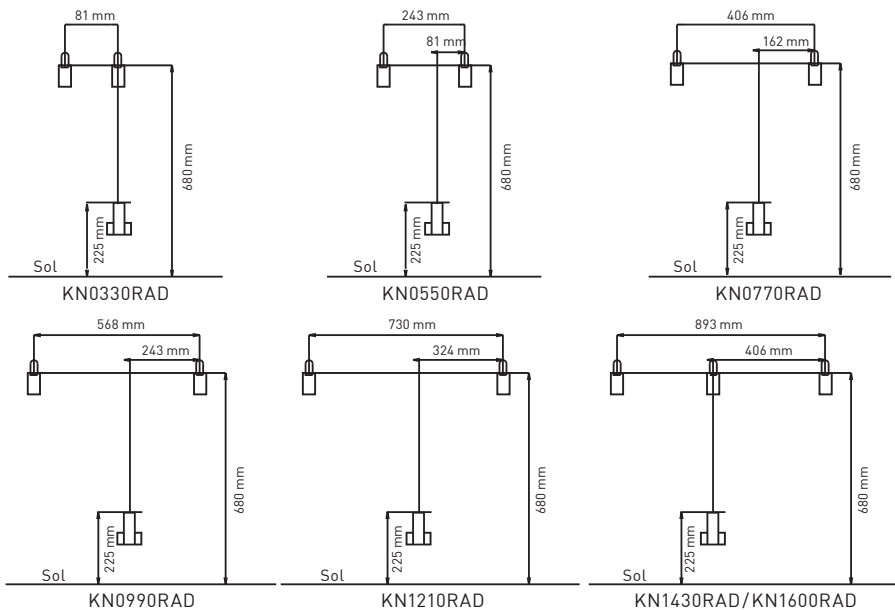 81 mm
680 mm
225 mm
Sol
KN0330RAD
243 mm
81 mm
680 mm
225 mm
Sol
KN0550RAD
406 mm
162 mm
680 mm
225 mm
Sol
KN0770RAD
568 mm
243 mm
680 mm
225 mm
Sol
KN0990RAD
730 mm
324 mm
680 mm
225 mm
Sol
KN1210RAD
893 mm
406 mm
680 mm
225 mm
Sol
KN1430RAD/KN1600RAD